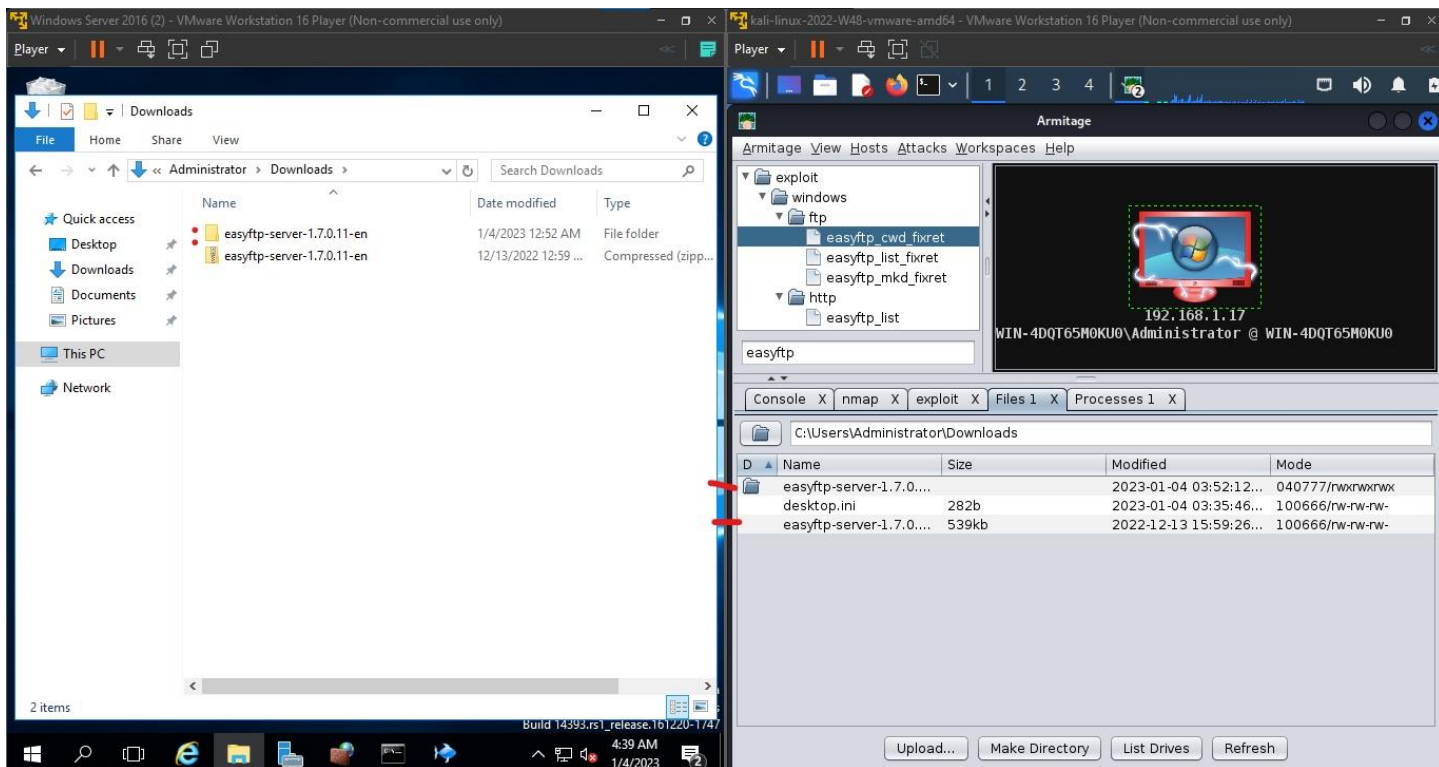 Windows Server 2016 (2) - VMware Workstation 16 Player (Non-commercial use only)
Player
Downloads
File Home Share View
Administrator > Downloads >
Search Downloads
Name Date modified Type
Quick access
Desktop
Downloads
Documents
Pictures
This PC
Network
easyftp-server-1.7.0.11-en 1/4/2023 12:52 AM File folder
easyftp-server-1.7.0.11-en 12/13/2022 12:59 ... Compressed (zipp...
2 items
Build 14393.rs1_release.161220-1747
4:39 AM
1/4/2023
2
kali-linux-2022-W48-vmware-amd64 - VMware Workstation 16 Player (Non-commercial use only)
Player
1 2 3 4
2
Armitage
Armitage View Hosts Attacks Workspaces Help
exploit
windows
ftp
easyftp_cwd_fixret
easyftp_list_fixret
easyftp_mkd_fixret
http
easyftp_list
easyftp
192.168.1.17
WIN-4DQT65M0KU0\Administrator @ WIN-4DQT65M0KU0
Console X nmap X exploit X Files 1 X Processes 1 X
C:\Users\Administrator\Downloads
D Name Size Modified Mode
easyftp-server-1.7.0.... 2023-01-04 03:52:12... 040777/rwxrwxrwx
desktop.ini 282b 2023-01-04 03:35:46... 100666/rw-rw-rw-
easyftp-server-1.7.0.... 539kb 2022-12-13 15:59:26... 100666/rw-rw-rw-
Upload... Make Directory List Drives Refresh